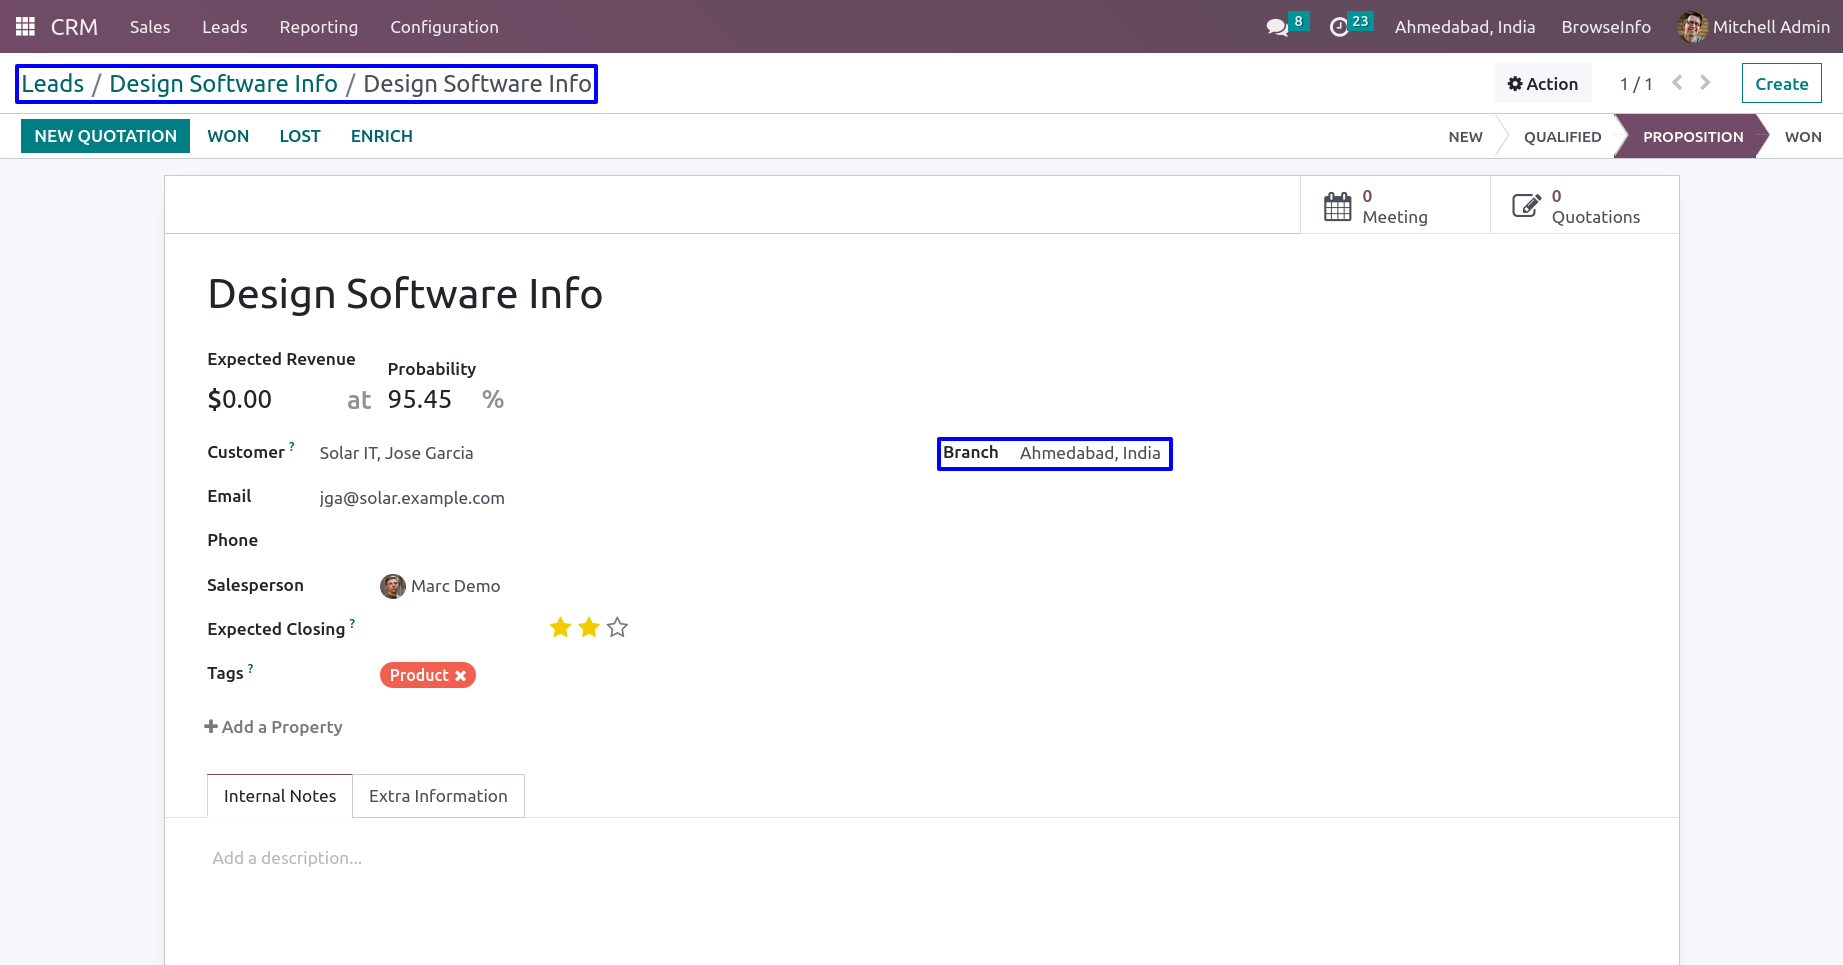 CRM Sales Leads Reporting Configuration 8 23 Ahmedabad, India BrowseInfo Mitchell Admin
Leads / Design Software Info / Design Software Info Action 1 / 1 Create
NEW QUOTATION WON LOST ENRICH NEW QUALIFIED PROPOSITION WON
0
Meeting
0
Quotations
Design Software Info
Expected Revenue
Probability
$0.00 at 95.45 %
Customer ? Solar IT, Jose Garcia
Branch Ahmedabad, India
Email jga@solar.example.com
Phone
Salesperson Marc Demo
Expected Closing ?
Tags ? Product
Add a Property
Internal Notes Extra Information
Add a description...